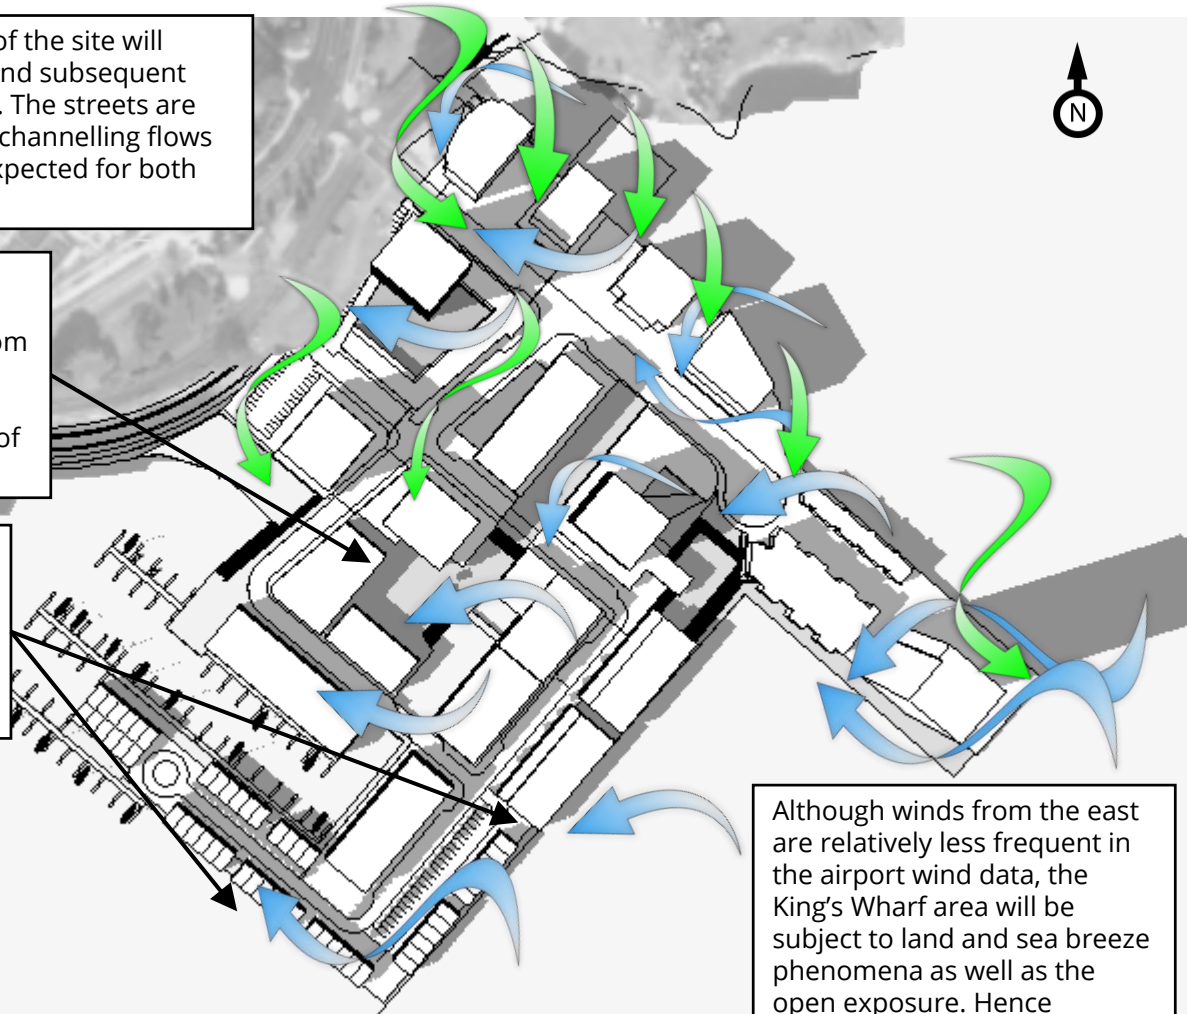 of the site will
nd subsequent
. The streets are
channelling flows
xpected for both
om
of
N
Although winds from the east
are relatively less frequent in
the airport wind data, the
King’s Wharf area will be
subject to land and sea breeze
phenomena as well as the
open exposure. Hence